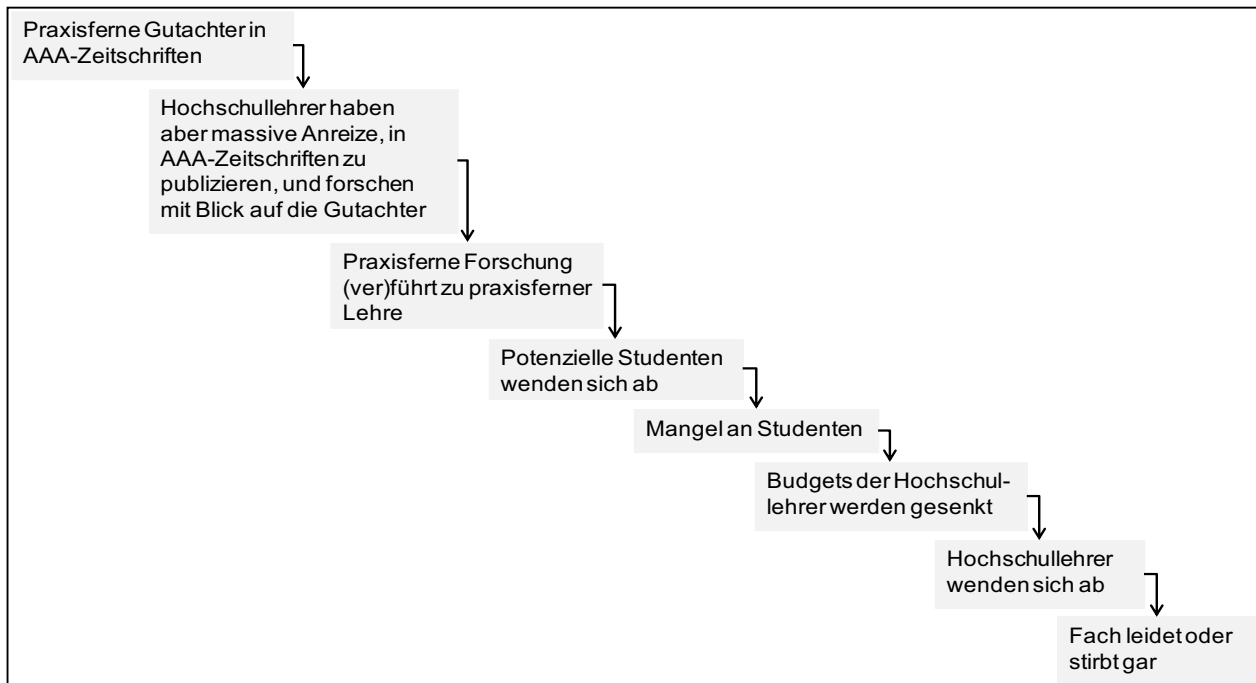 Praxisferne Gutachter in
AAA-Zeitschriften
Hochschullehrer haben
aber massive Anreize, in
AAA-Zeitschriften zu
publizieren, und forschen
mit Blick auf die Gutachter
Praxisferne Forschung
(ver)führt zu praxisferner
Lehre
Potenzielle Studenten
wenden sich ab
Mangel an Studenten
Budgets der Hochschul-
lehrer werden gesenkt
Hochschullehrer
wenden sich ab
Fach leidet oder
stirbt gar